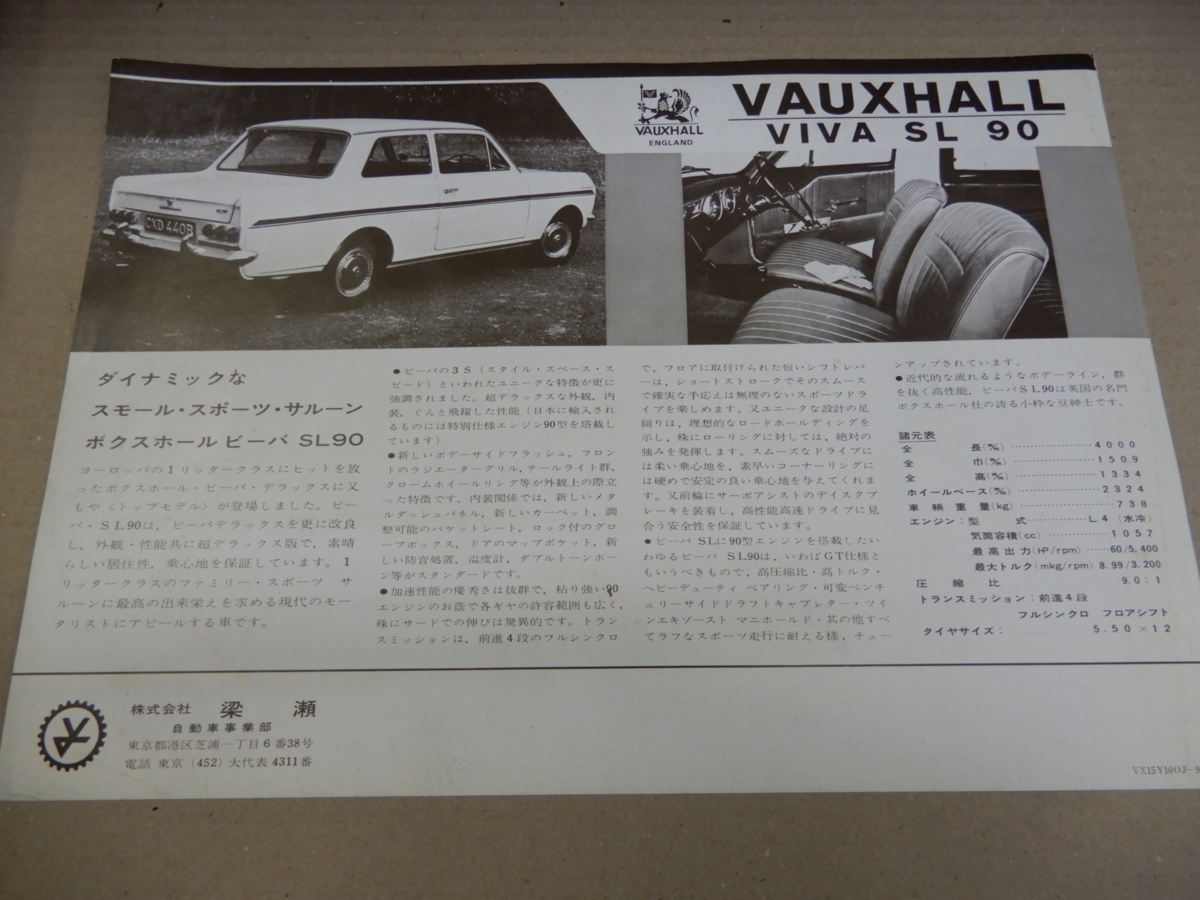 VAUXHALL
VIVA SL 90
VAUXHALL
ENGLAND
CXD 440B
ダイナミックな
スモール・スポーツ・サルーン
ボクスホール ビーバ SL90
ヨーロッパの1リッタークラスにヒットを放
ったボクスホール・ビーバ・デラックスに又
もや〈トップモデル〉が登場しました。ビー
バ・SL90は、ビーバデラックスを更に改良
し、外観・性能共に超デラックス版で、素晴
らしい居住性、乗心地を保証しています。1
リッタークラスのファミリー・スポーツ サ
ルーンに最高の出来栄えを求める現代のモー
タリストにアピールする車です。
●ビーバの3S（スタイル・スペース・ス
ピード）といわれたユニークな特徴が更に
強調されました。超デラックスな外観、内
装、ぐんと飛躍した性能（日本に輸入され
るものには特別仕様エンジン90型を搭載し
ています）
●新しいボデーサイドフラッシュ、フロン
トのラジエーターグリル、テールライト群、
クロームホイールリング等が外観上の際立
った特徴です。内装関係では、新しいメタ
ルダッシュパネル、新しいカーペット、調
整可能のバケットシート、ロック付のグロ
ーブボックス、ドアのマップポケット、新
しい防音処置、温度計、ダブルトーンホー
ン等がスタンダードです。
●加速性能の優秀さは抜群で、粘り強い90
エンジンのお蔭で各ギヤの許容範囲も広く、
殊にサードでの伸びは驚異的です。トラン
スミッションは、前進4段のフルシンクロ
で、フロアに取付けられた短いシフトレバ
ーは、ショートストロークでそのスムース
で確実な手応えは無理のないスポーツドラ
イブを楽しめます。又ユニークな設計の足
回りは、理想的なロードホールディングを
示し、殊にローリングに対しては、絶対の
強みを発揮します。スムーズなドライブに
は柔い乗心地を、素早いコーナーリングに
は硬めで安定の良い乗心地を与えてくれま
す。又前輪にサーボアシストのデイスクブ
レーキを装着し、高性能高速ドライブに見
合う安全性を保証しています。
●ビーバ SLに90型エンジンを搭載したい
わゆるビーバ SL90は、いわばGT仕様と
もいうべきもので、高圧縮比・高トルク・
ヘビーデューティ ベアリング・可変ベンチ
ュリーサイドドラフトキャブレター・ツイ
ンエキゾースト マニホールド・其の他すべ
てラフなスポーツ走行に耐える様、チュー
ンアップされています。
●近代的な流れるようなボデーライン、群
を抜く高性能、ビーバSL90は英国の名門
ボクスホール社の誇る小粋な豆紳士です。
諸元表
全 長(㎜) 4000
全 巾(㎜) 1509
全 高(㎜) 1334
ホイールベース(㎜) 2324
車輛重量(kg) 738
エンジン：型 式 L4（水冷）
気筒容積(cc) 1057
最高出力(HP/rpm) 60/5,400
最大トルク(mkg/rpm) 8.99/3,200
圧縮比 9.0：1
トランスミッション：前進4段
フルシンクロ フロアシフト
タイヤサイズ： 5.50×12
株式会社 梁瀬
自動車事業部
東京都港区芝浦一丁目6番38号
電話 東京（452）大代表 4311番
VX15Y10OJ—9